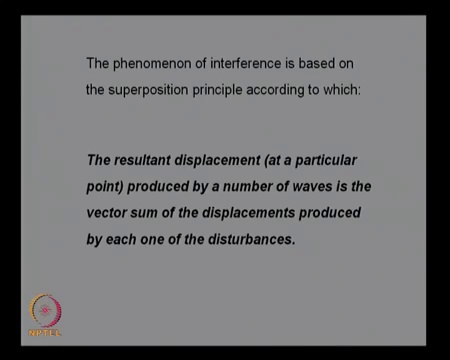 The phenomenon of interference is based on
the superposition principle according to which:
The resultant displacement (at a particular
point) produced by a number of waves is the
vector sum of the displacements produced
by each one of the disturbances.
NPTEL